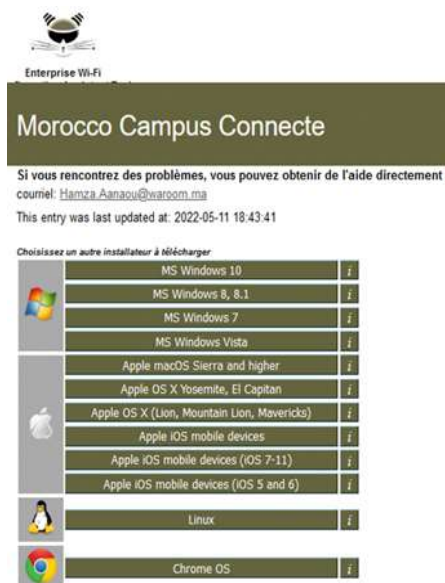 Enterprise Wi-Fi
Morocco Campus Connecte
Si vous rencontrez des problèmes, vous pouvez obtenir de l'aide directement
courriel: Hamza.Aanaou@waroom.ma
This entry was last updated at: 2022-05-11 18:43:41
Choisissez un autre installateur à télécharger
MS Windows 10 i
MS Windows 8, 8.1 i
MS Windows 7 i
MS Windows Vista i
Apple macOS Sierra and higher i
Apple OS X Yosemite, El Capitan i
Apple OS X (Lion, Mountain Lion, Mavericks) i
Apple iOS mobile devices i
Apple iOS mobile devices (iOS 7-11) i
Apple iOS mobile devices (iOS 5 and 6) i
Linux i
Chrome OS i